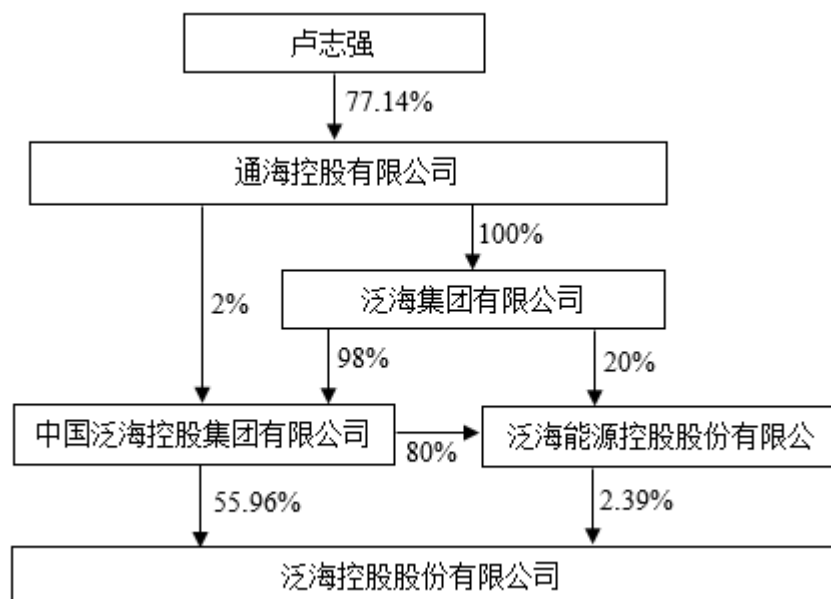 卢志强
77.14%
通海控股有限公司
100%
泛海集团有限公司
2%
98%
20%
中国泛海控股集团有限公司
80%
泛海能源控股股份有限公
55.96%
2.39%
泛海控股股份有限公司